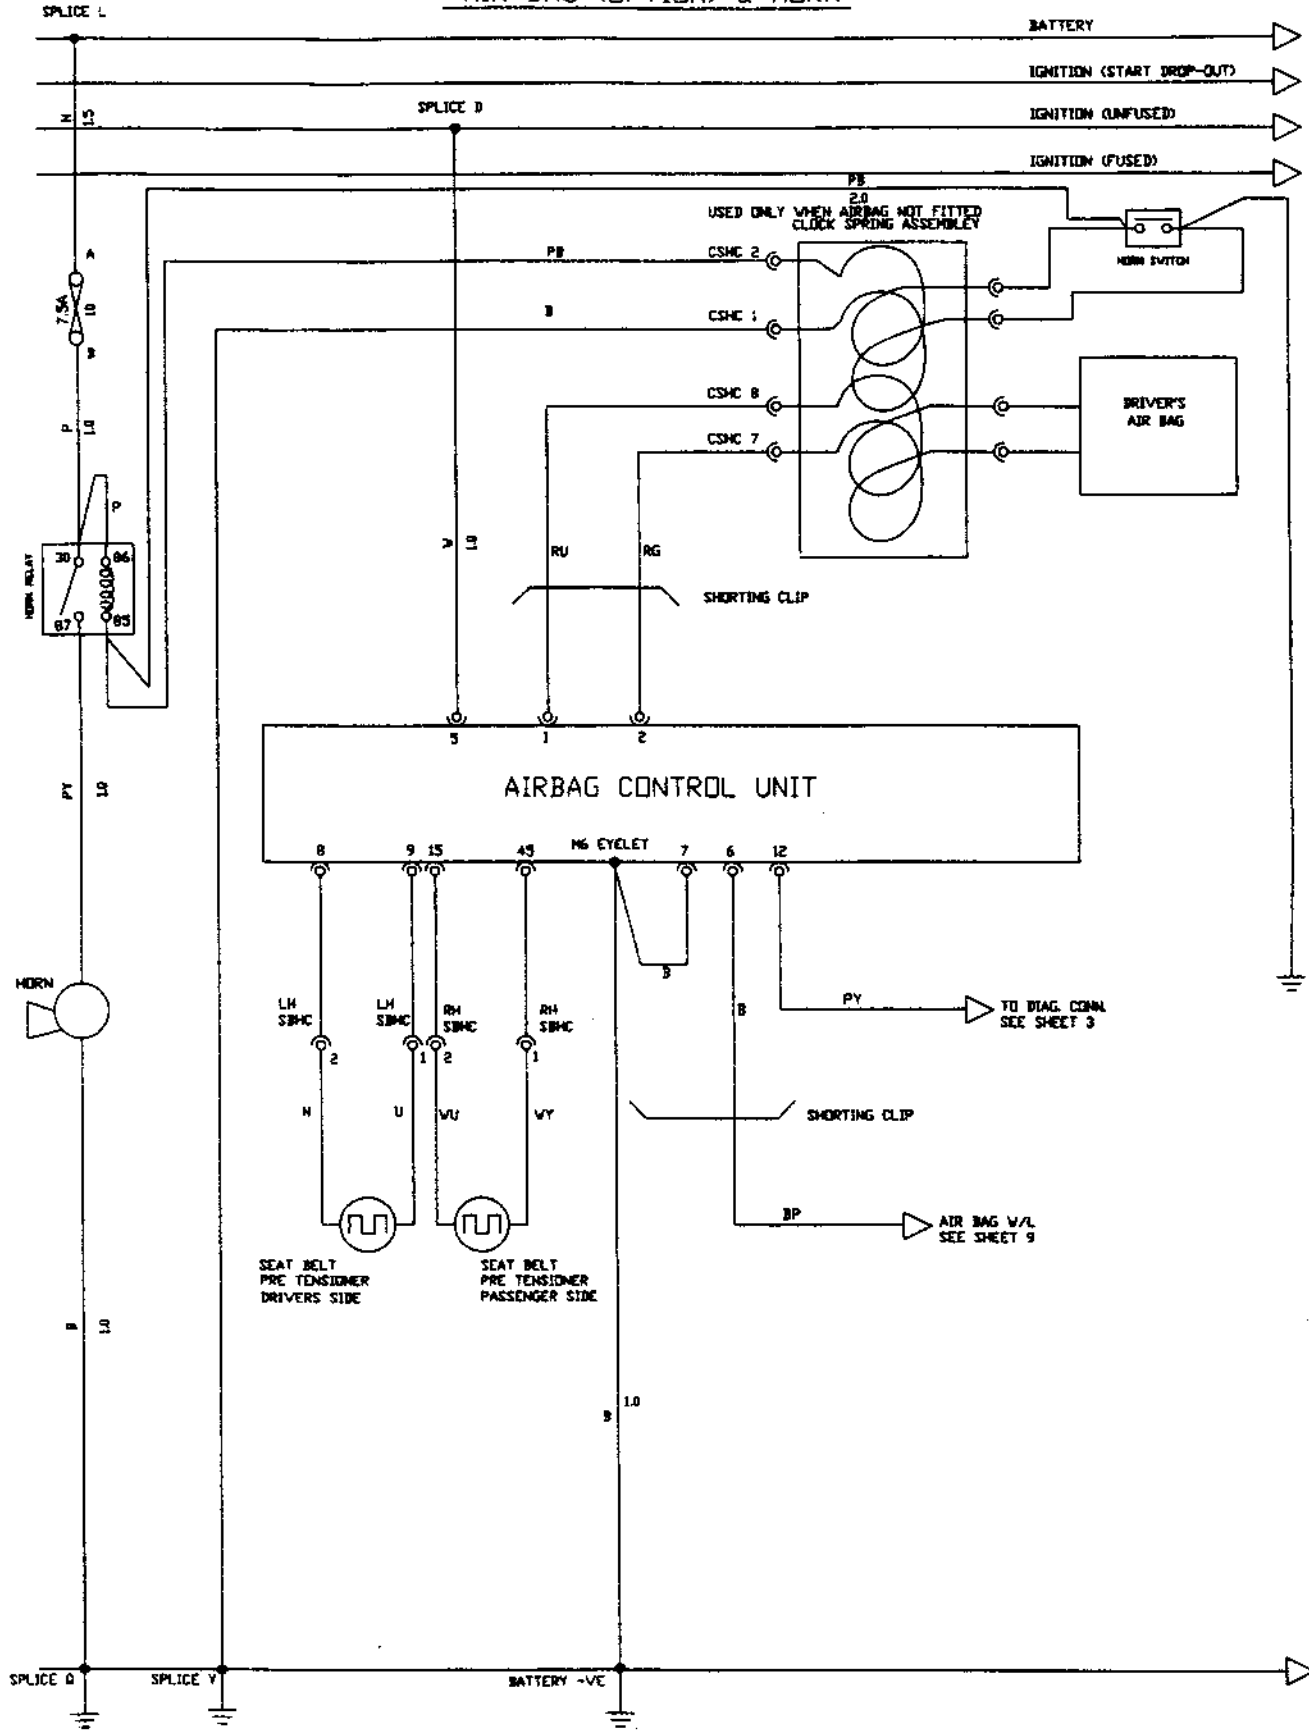 SPLICE L
BATTERY
IGNITION (START DROP-OUT)
N
1.5
SPLICE D
IGNITION (UNFUSED)
IGNITION (FUSED)
PB
2.0
USED ONLY WHEN AIRBAG NOT FITTED
CLOCK SPRING ASSEMBLEY
HORN SWITCH
A
PB
CSHC 2
7.5A
10
B
CSHC 1
W
P
1.0
CSHC 8
CSHC 7
DRIVER'S
AIR BAG
P
W
1.0
RU
RG
HORN RELAY
30
86
87
85
SHORTING CLIP
5
1
2
PY
1.0
AIRBAG CONTROL UNIT
8
9
15
45
M6 EYELET
7
6
12
B
HORN
LH
SBHC
LH
SBHC
RH
SBHC
RH
SBHC
B
PY
TO DIAG. CONN.
SEE SHEET 3
2
1
2
1
N
U
WU
WY
SHORTING CLIP
BP
AIR BAG W/L
SEE SHEET 9
SEAT BELT
PRE TENSIONER
DRIVERS SIDE
SEAT BELT
PRE TENSIONER
PASSENGER SIDE
B
1.0
B
1.0
SPLICE Q
SPLICE Y
BATTERY -VE